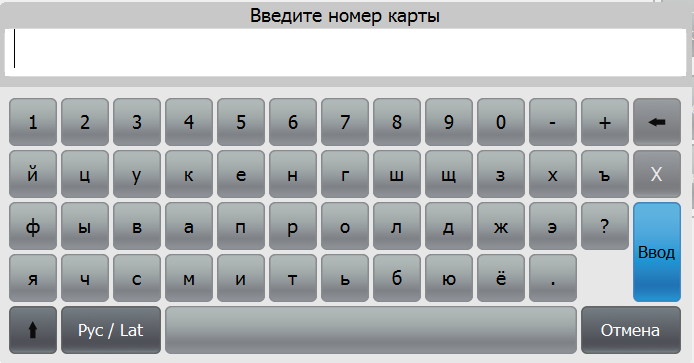 Введите номер карты
1 2 3 4 5 6 7 8 9 0 - +
й ц у к е н г ш щ з х ъ X
ф ы в а п р о л д ж э ? Ввод
я ч с м и т ь б ю ё .
Рус / Lat Отмена